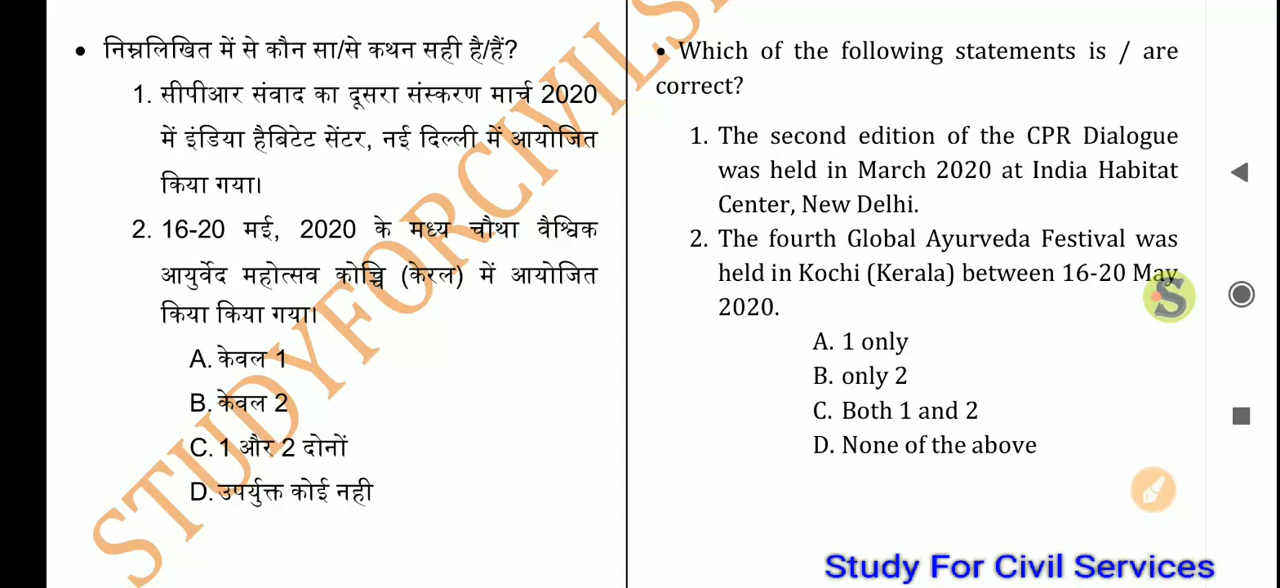 • निम्नलिखित में से कौन सा/से कथन सही है/हैं?
1. सीपीआर संवाद का दूसरा संस्करण मार्च 2020
में इंडिया हैबिटेट सेंटर, नई दिल्ली में आयोजित
किया गया।
2. 16-20 मई, 2020 के मध्य चौथा वैश्विक
आयुर्वेद महोत्सव कोच्चि (केरल) में आयोजित
किया किया गया।
A. केवल 1
B. केवल 2
C. 1 और 2 दोनों
D. उपर्युक्त कोई नही
• Which of the following statements is / are
correct?
1. The second edition of the CPR Dialogue
was held in March 2020 at India Habitat
Center, New Delhi.
2. The fourth Global Ayurveda Festival was
held in Kochi (Kerala) between 16-20 May
2020.
A. 1 only
B. only 2
C. Both 1 and 2
D. None of the above
STUDYFORCIVILS
S
Study For Civil Services